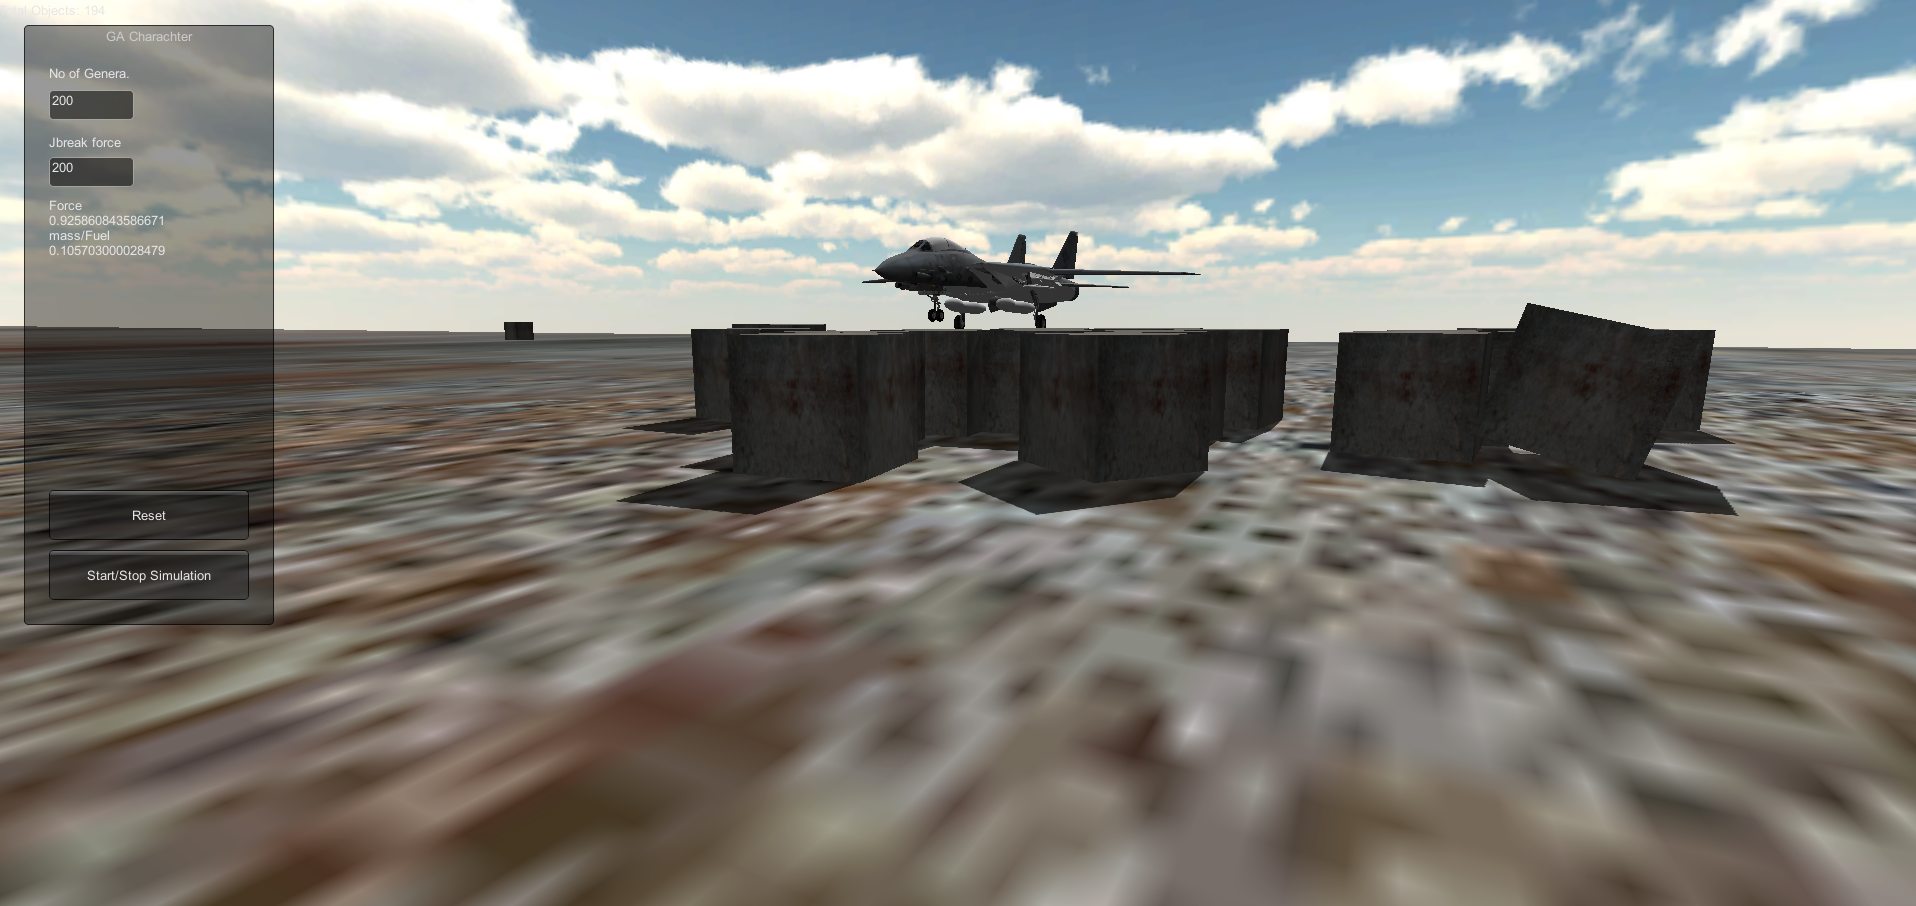 Total Objects: 194
GA Charachter
No of Genera.
200
Jbreak force
200
Force
0.925860843586671
mass/Fuel
0.105703000028479
Reset
Start/Stop Simulation